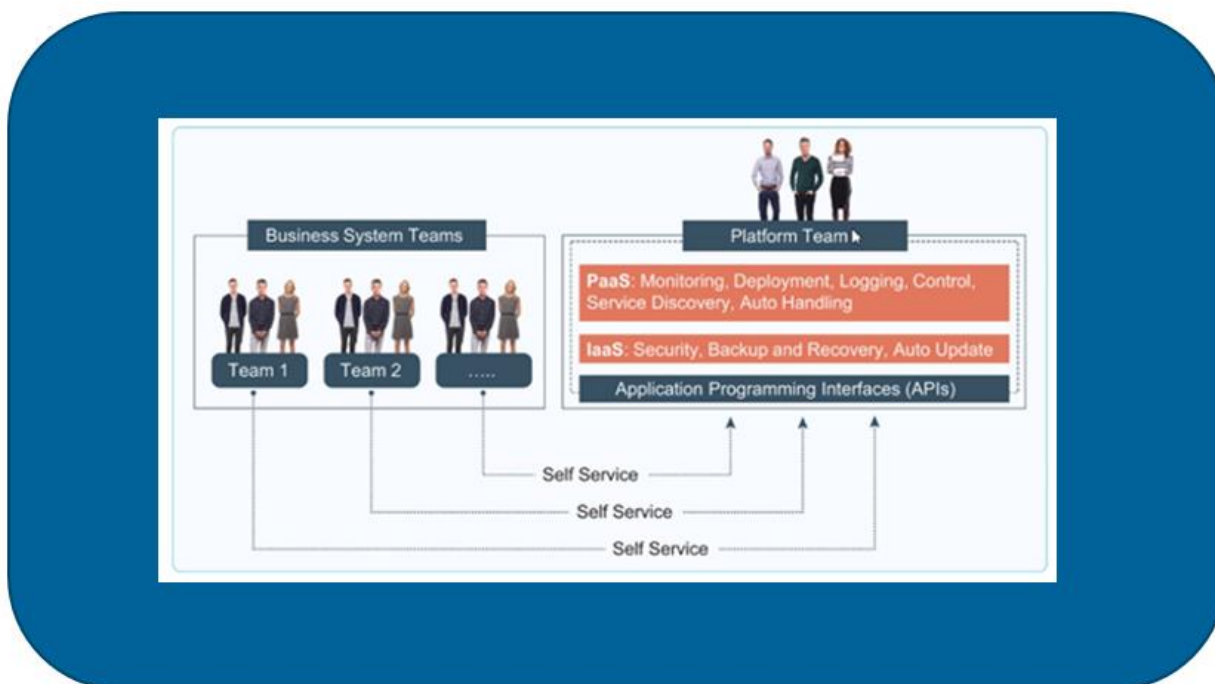 Business System Teams
Team 1
Team 2
.....
Platform Team
PaaS: Monitoring, Deployment, Logging, Control,
Service Discovery, Auto Handling
IaaS: Security, Backup and Recovery, Auto Update
Application Programming Interfaces (APIs)
Self Service
Self Service
Self Service